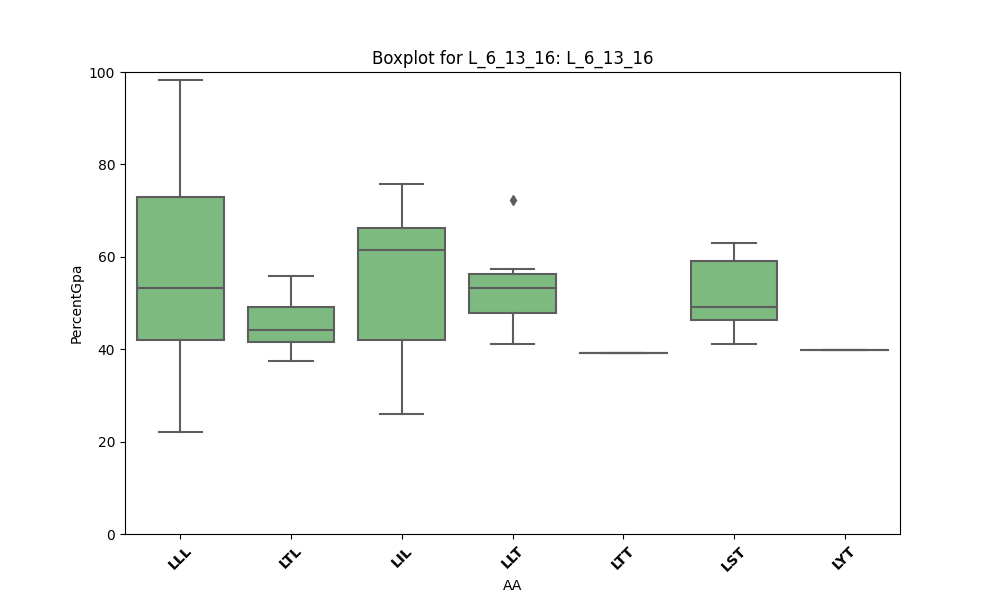 Boxplot for L_6_13_16: L_6_13_16
100
80
60
40
20
0
PercentGpa
LLL
LTL
LIL
LLT
LTT
LST
LYT
AA